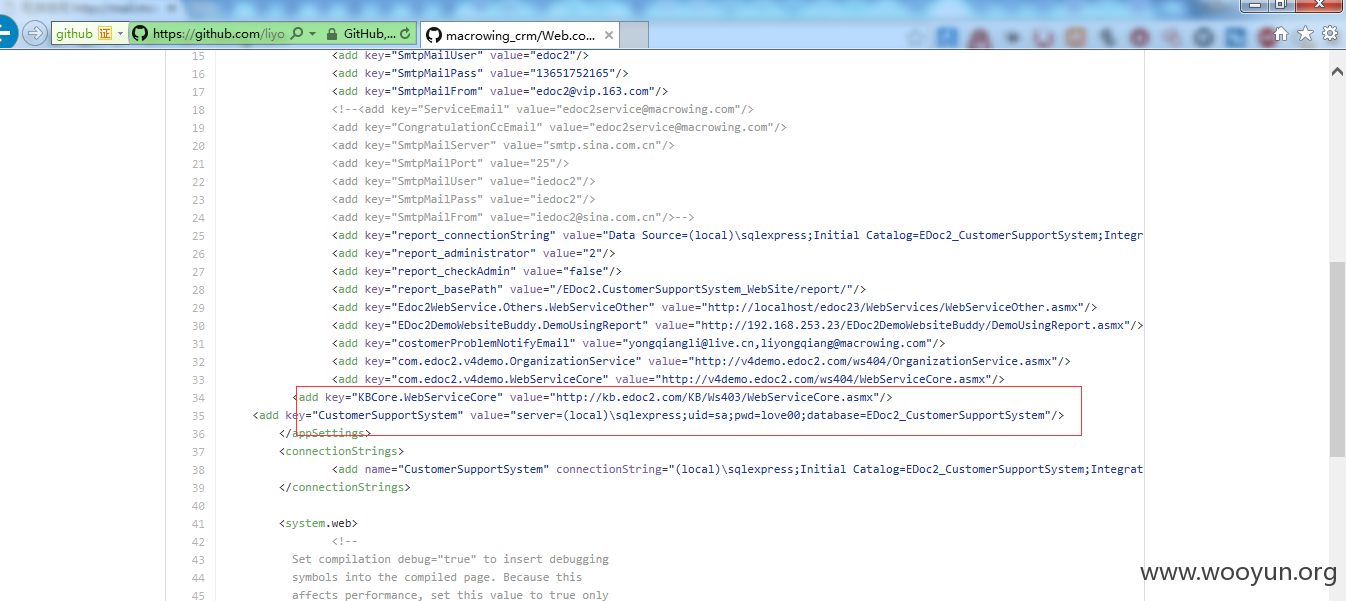 github 证 https://github.com/liyo GitHub,... macrowing_crm/Web.co...
15 <add key="SmtpMailUser" value="edoc2"/>
16 <add key="SmtpMailPass" value="13651752165"/>
17 <add key="SmtpMailFrom" value="edoc2@vip.163.com"/>
18 <!--<add key="ServiceEmail" value="edoc2service@macrowing.com"/>
19 <add key="CongratulationCcEmail" value="edoc2service@macrowing.com"/>
20 <add key="SmtpMailServer" value="smtp.sina.com.cn"/>
21 <add key="SmtpMailPort" value="25"/>
22 <add key="SmtpMailUser" value="iedoc2"/>
23 <add key="SmtpMailPass" value="iedoc2"/>
24 <add key="SmtpMailFrom" value="iedoc2@sina.com.cn"/>-->
25 <add key="report_connectionString" value="Data Source=(local)\sqlexpress;Initial Catalog=EDoc2_CustomerSupportSystem;Integr
26 <add key="report_administrator" value="2"/>
27 <add key="report_checkAdmin" value="false"/>
28 <add key="report_basePath" value="/EDoc2.CustomerSupportSystem_WebSite/report/"/>
29 <add key="Edoc2WebService.Others.WebServiceOther" value="http://localhost/edoc23/WebServices/WebServiceOther.asmx"/>
30 <add key="EDoc2DemoWebsiteBuddy.DemoUsingReport" value="http://192.168.253.23/EDoc2DemoWebsiteBuddy/DemoUsingReport.asmx"/>
31 <add key="costomerProblemNotifyEmail" value="yongqiangli@live.cn,liyongqiang@macrowing.com"/>
32 <add key="com.edoc2.v4demo.OrganizationService" value="http://v4demo.edoc2.com/ws404/OrganizationService.asmx"/>
33 <add key="com.edoc2.v4demo.WebServiceCore" value="http://v4demo.edoc2.com/ws404/WebServiceCore.asmx"/>
34 <add key="KBCore.WebServiceCore" value="http://kb.edoc2.com/KB/Ws403/WebServiceCore.asmx"/>
35 <add key="CustomerSupportSystem" value="server=(local)\sqlexpress;uid=sa;pwd=love00;database=EDoc2_CustomerSupportSystem"/>
36 </appSettings>
37 <connectionStrings>
38 <add name="CustomerSupportSystem" connectionString="(local)\sqlexpress;Initial Catalog=EDoc2_CustomerSupportSystem;Integrat
39 </connectionStrings>
40
41 <system.web>
42 <!--
43 Set compilation debug="true" to insert debugging
44 symbols into the compiled page. Because this
45 affects performance, set this value to true only
www.wooyun.org